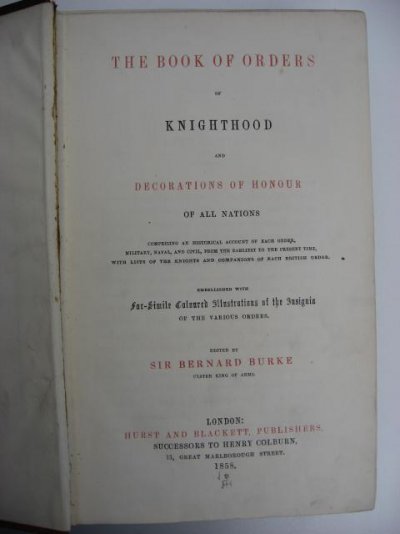 THE BOOK OF ORDERS
OF
KNIGHTHOOD
AND
DECORATIONS OF HONOUR
OF ALL NATIONS
COMPRISING AN HISTORICAL ACCOUNT OF EACH ORDER,
MILITARY, NAVAL, AND CIVIL, FROM THE EARLIEST TO THE PRESENT TIME,
WITH LISTS OF THE KNIGHTS AND COMPANIONS OF EACH BRITISH ORDER.
EMBELLISHED WITH
Fac-Simile Coloured Illustrations of the Insignia
OF THE VARIOUS ORDERS.
EDITED BY
SIR BERNARD BURKE
ULSTER KING OF ARMS.
LONDON:
HURST AND BLACKETT, PUBLISHERS,
SUCCESSORS TO HENRY COLBURN,
13, GREAT MARLBOROUGH STREET.
1858.